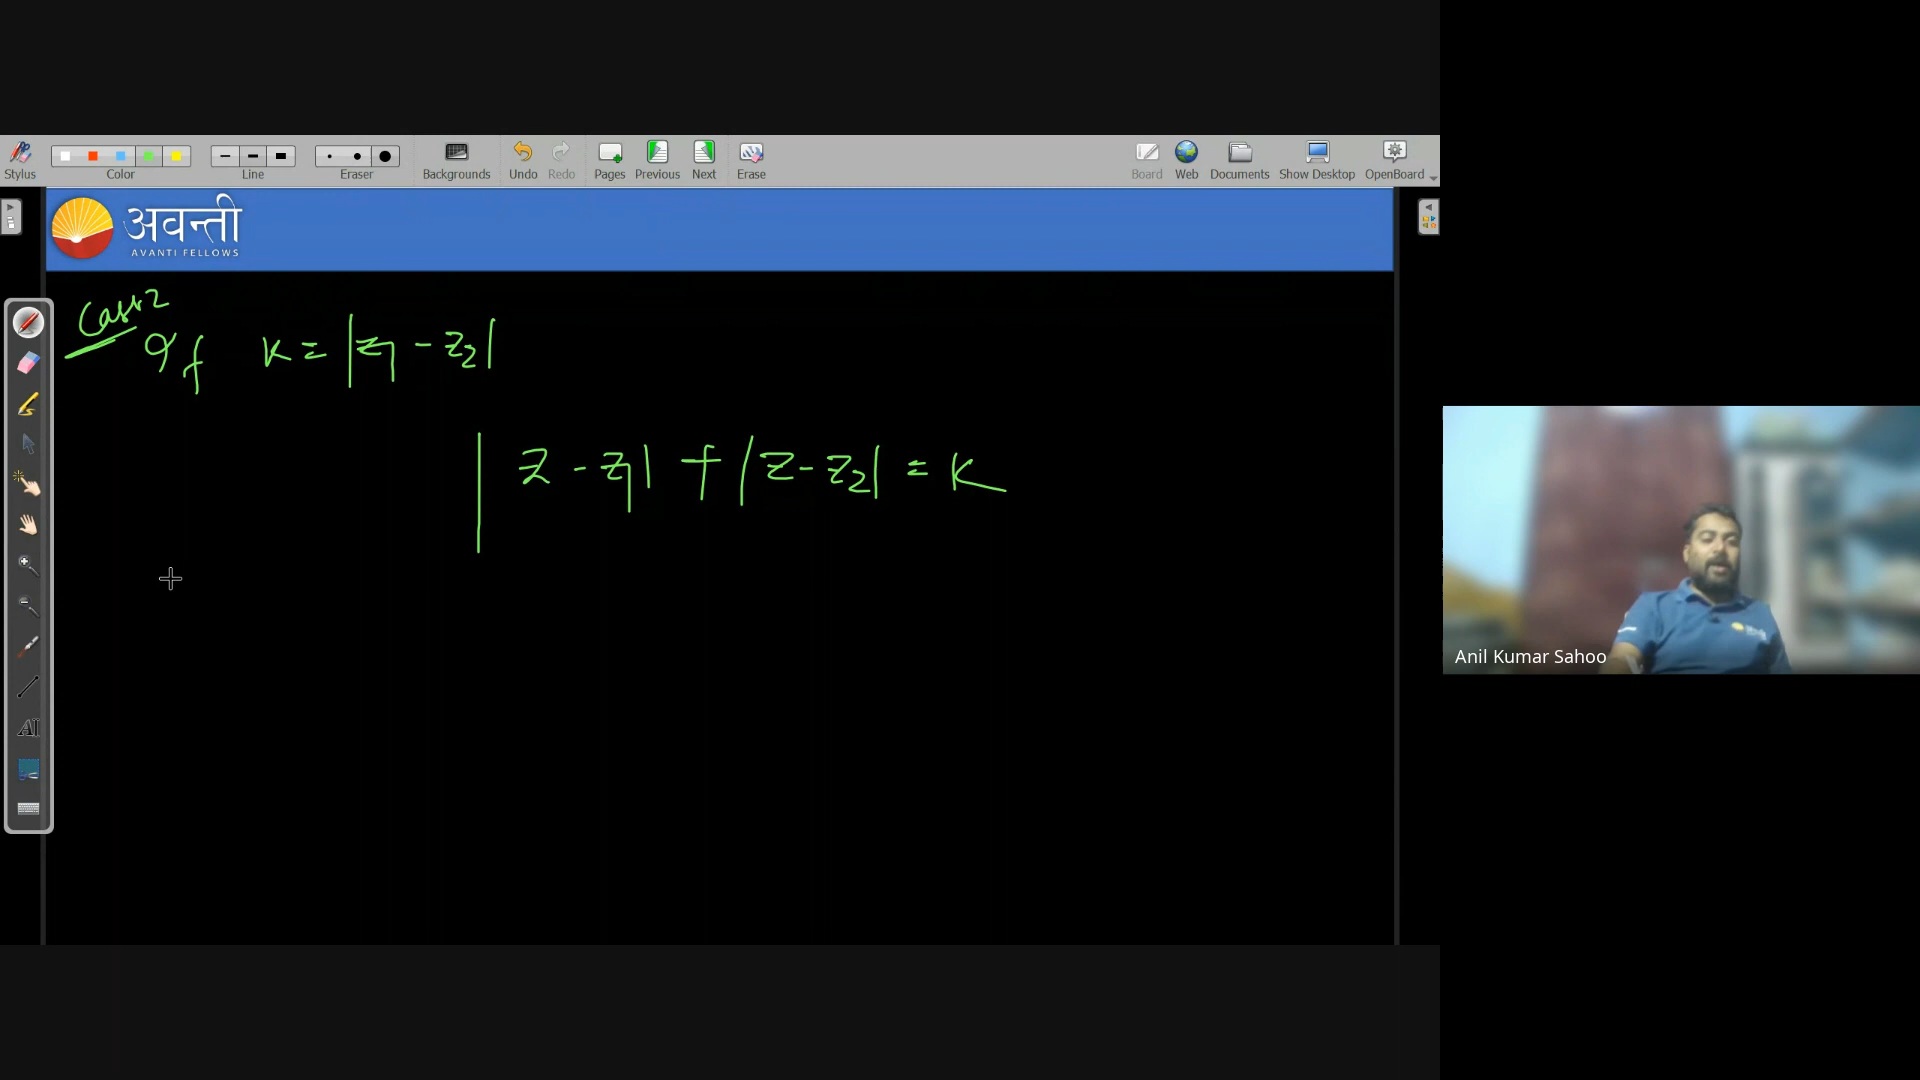 Stylus Color Line Eraser Backgrounds Undo Redo Pages Previous Next Erase Board Web Documents Show Desktop OpenBoard
अवन्ती
AVANTI FELLOWS
Case 2
If K = |z1 - z2|
|z - z1| + |z - z2| = K
AI
Anil Kumar Sahoo